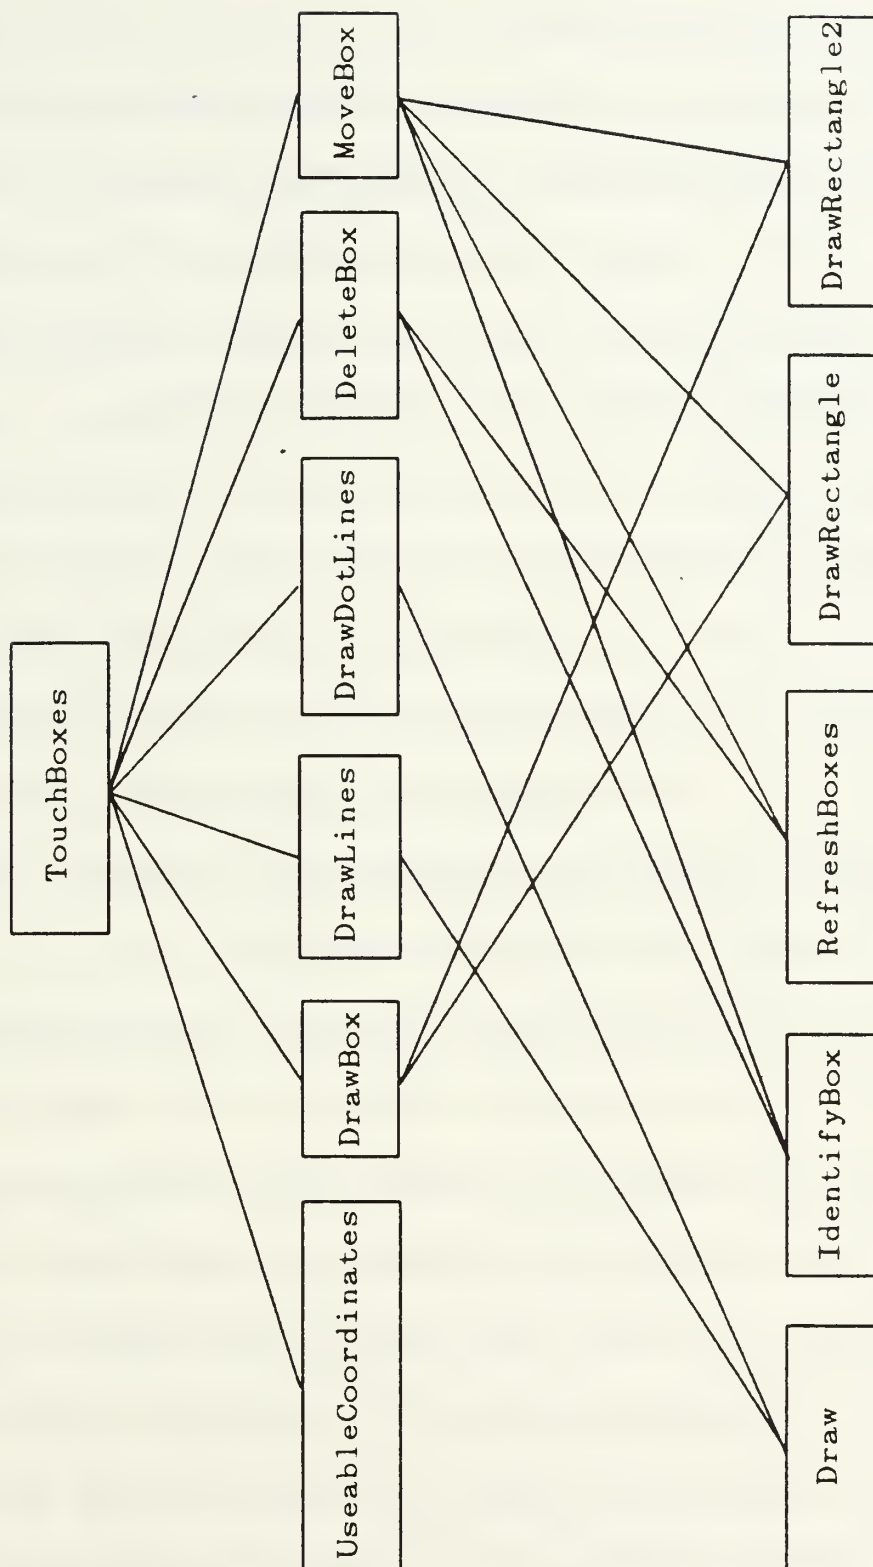 TouchBoxes
UseableCoordinates
DrawBox
DrawLines
DrawDotLines
DeleteBox
MoveBox
Draw
IdentifyBox
RefreshBoxes
DrawRectangle
DrawRectangle2